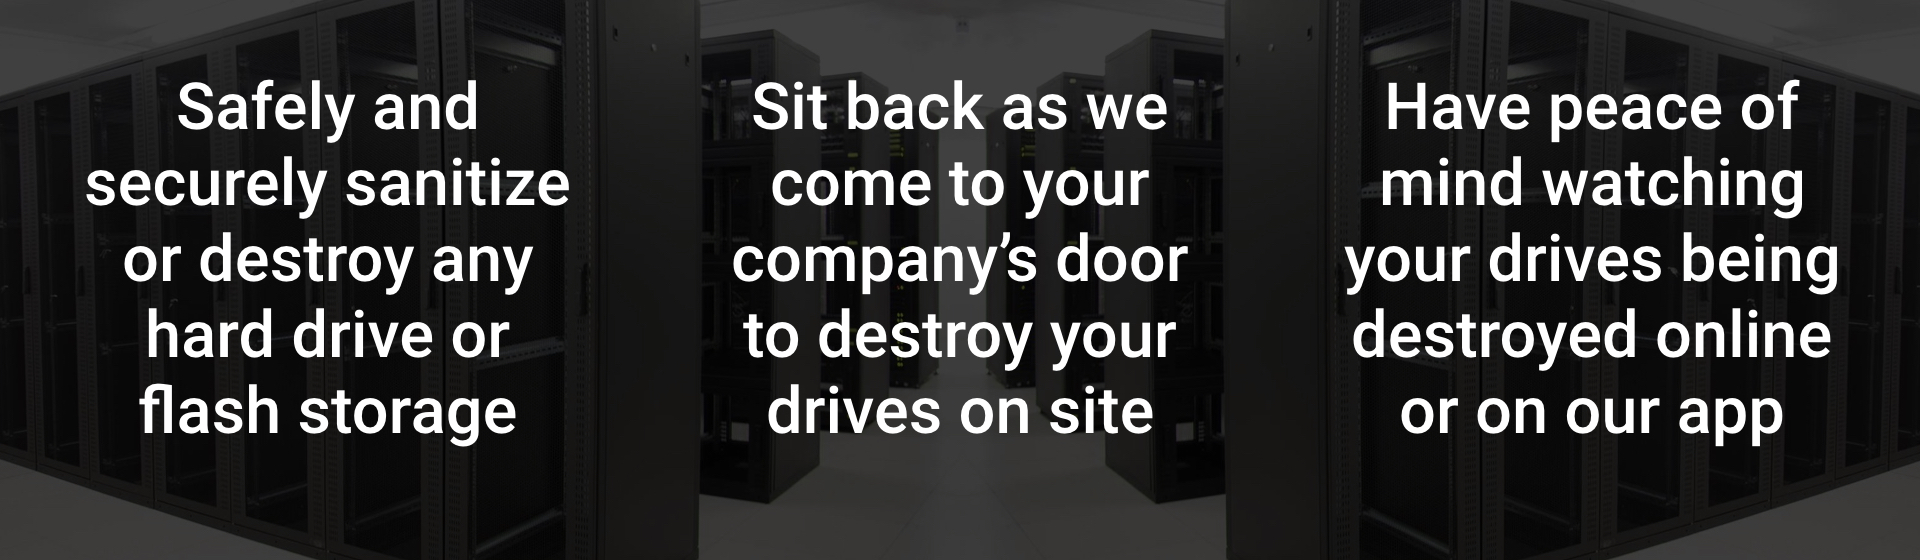 Safely and
securely sanitize
or destroy any
hard drive or
flash storage
Sit back as we
come to your
company’s door
to destroy your
drives on site
Have peace of
mind watching
your drives being
destroyed online
or on our app